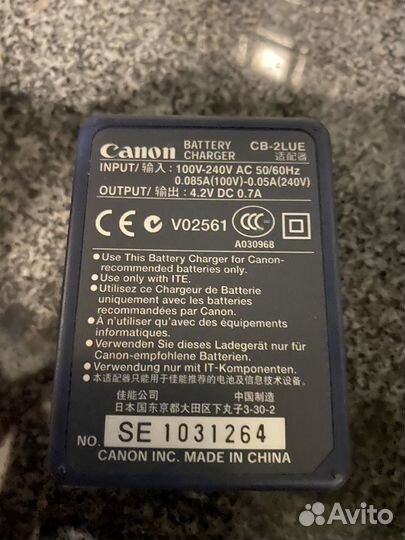 Canon BATTERY CHARGER CB-2LUE 适配器
INPUT/输入: 100V-240V AC 50/60Hz
0.085A(100V)-0.05A(240V)
OUTPUT/输出: 4.2V DC 0.7A
CE V02561 CCC
A030968
● Use This Battery Charger for Canon-
recommended batteries only.
● Use only with ITE.
● Utilisez ce Chargeur de Batterie
uniquement avec les batteries
recommandées par Canon.
● À n'utiliser qu'avec des équipements
informatiques.
● Verwenden Sie dieses Ladegerät nur für
Canon-empfohlene Batterien.
● Verwendung nur mit IT-Komponenten.
● 本适配器只能用于佳能推荐的电池及信息技术设备。
佳能公司 中国制造
日本国东京都大田区下丸子3-30-2
NO. SE 1031264
CANON INC. MADE IN CHINA
Avito